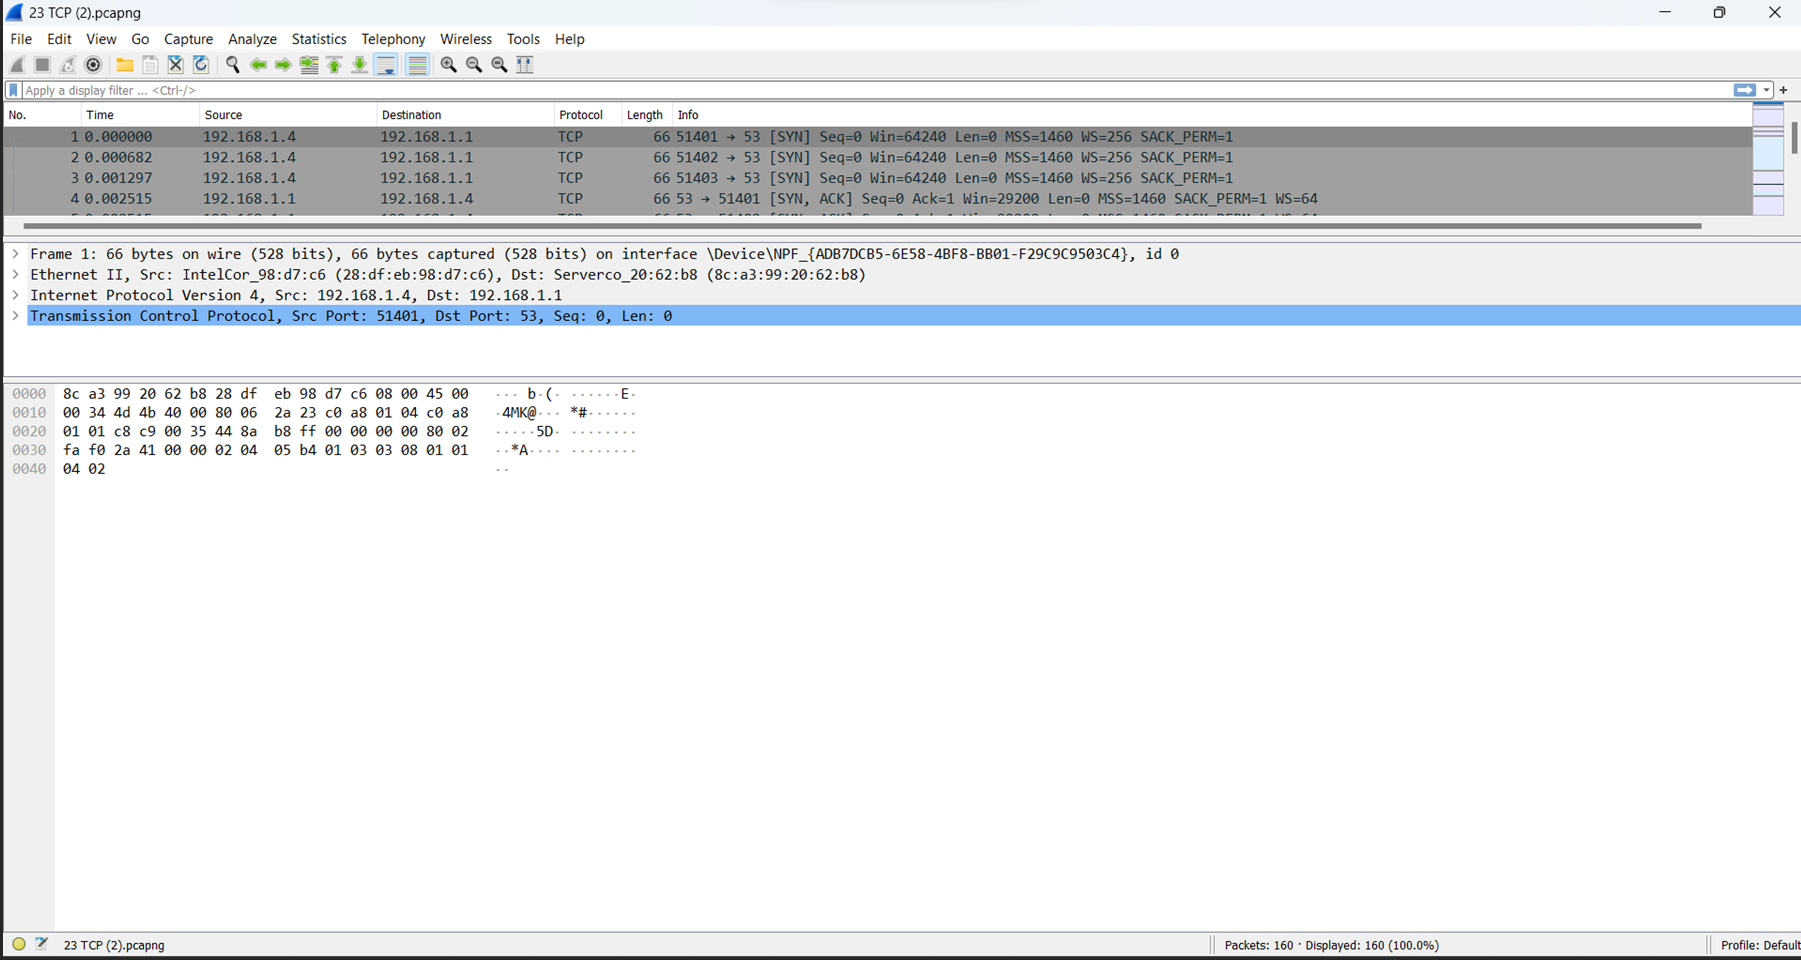 23 TCP (2).pcapng
File Edit View Go Capture Analyze Statistics Telephony Wireless Tools Help
Apply a display filter ... <Ctrl-/>
No. Time Source Destination Protocol Length Info
1 0.000000 192.168.1.4 192.168.1.1 TCP 66 51401 → 53 [SYN] Seq=0 Win=64240 Len=0 MSS=1460 WS=256 SACK_PERM=1
2 0.000682 192.168.1.4 192.168.1.1 TCP 66 51402 → 53 [SYN] Seq=0 Win=64240 Len=0 MSS=1460 WS=256 SACK_PERM=1
3 0.001297 192.168.1.4 192.168.1.1 TCP 66 51403 → 53 [SYN] Seq=0 Win=64240 Len=0 MSS=1460 WS=256 SACK_PERM=1
4 0.002515 192.168.1.1 192.168.1.4 TCP 66 53 → 51401 [SYN, ACK] Seq=0 Ack=1 Win=29200 Len=0 MSS=1460 SACK_PERM=1 WS=64
Frame 1: 66 bytes on wire (528 bits), 66 bytes captured (528 bits) on interface \Device\NPF_{ADB7DCB5-6E58-4BF8-BB01-F29C9C9503C4}, id 0
Ethernet II, Src: IntelCor_98:d7:c6 (28:df:eb:98:d7:c6), Dst: Serverco_20:62:b8 (8c:a3:99:20:62:b8)
Internet Protocol Version 4, Src: 192.168.1.4, Dst: 192.168.1.1
Transmission Control Protocol, Src Port: 51401, Dst Port: 53, Seq: 0, Len: 0
0000 8c a3 99 20 62 b8 28 df eb 98 d7 c6 08 00 45 00 ··· b·(· ······E·
0010 00 34 4d 4b 40 00 80 06 2a 23 c0 a8 01 04 c0 a8 ·4MK@··· *#······
0020 01 01 c8 c9 00 35 44 8a b8 ff 00 00 00 00 80 02 ·····5D· ········
0030 fa f0 2a 41 00 00 02 04 05 b4 01 03 03 08 01 01 ··*A···· ········
0040 04 02 ··
23 TCP (2).pcapng Packets: 160 · Displayed: 160 (100.0%) Profile: Default